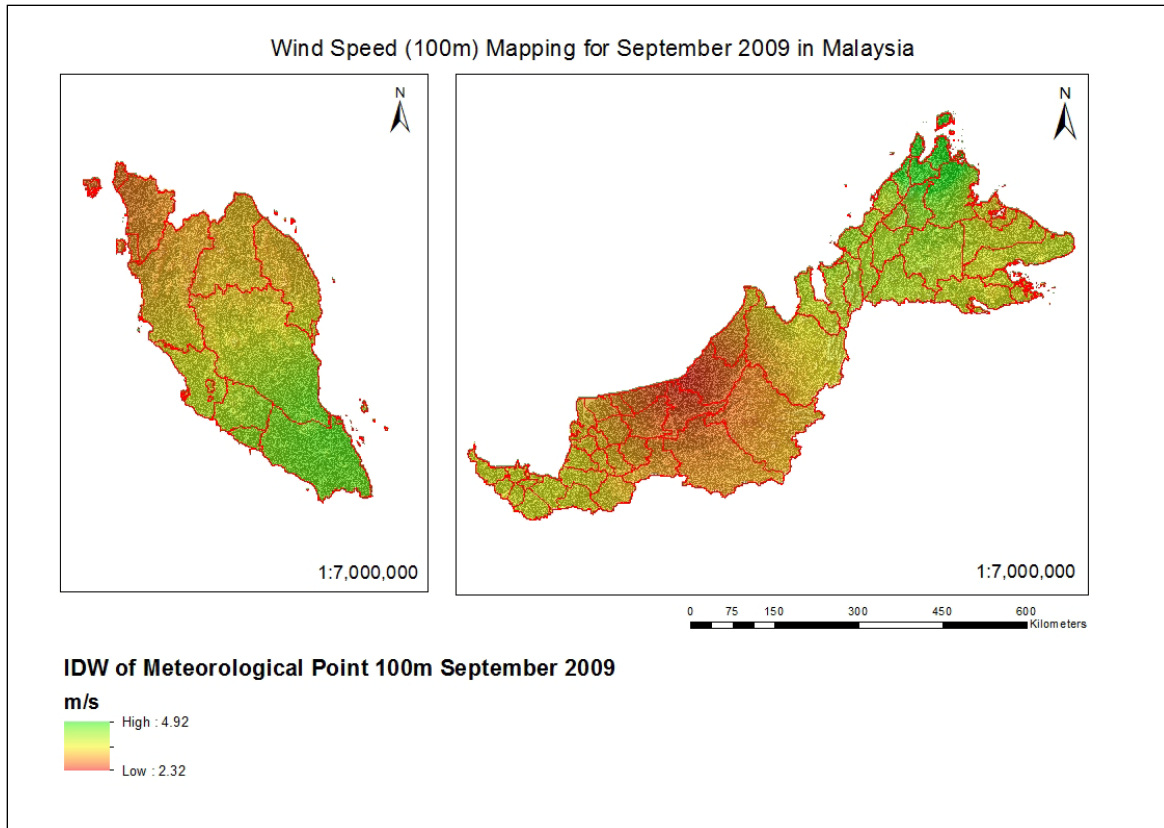 Wind Speed (100m) Mapping for September 2009 in Malaysia
N
N
1:7,000,000
1:7,000,000
0 75 150 300 450 600
Kilometers
IDW of Meteorological Point 100m September 2009
m/s
High : 4.92
Low : 2.32